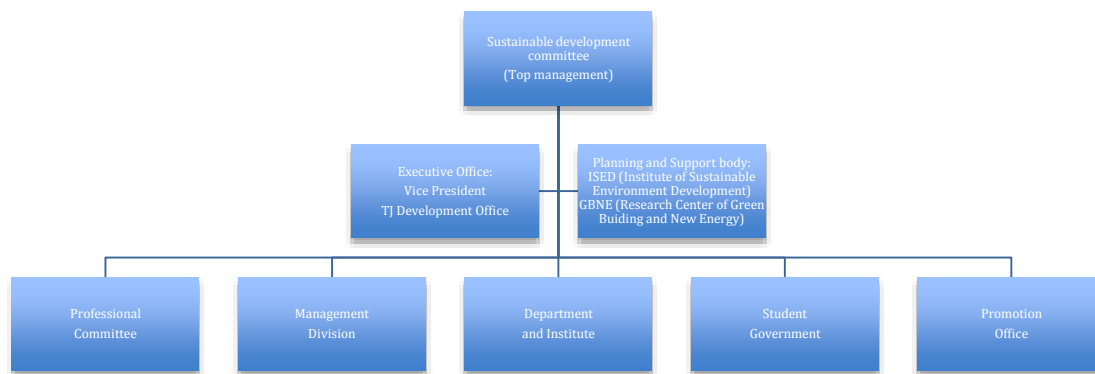 Sustainable development
committee
(Top management)
Executive Office:
Vice President
TJ Development Office
Planning and Support body:
ISED (Institute of Sustainable
Environment Development)
GBNE (Research Center of Green
Buiding and New Energy)
Professional
Committee
Management
Division
Department
and Institute
Student
Government
Promotion
Office